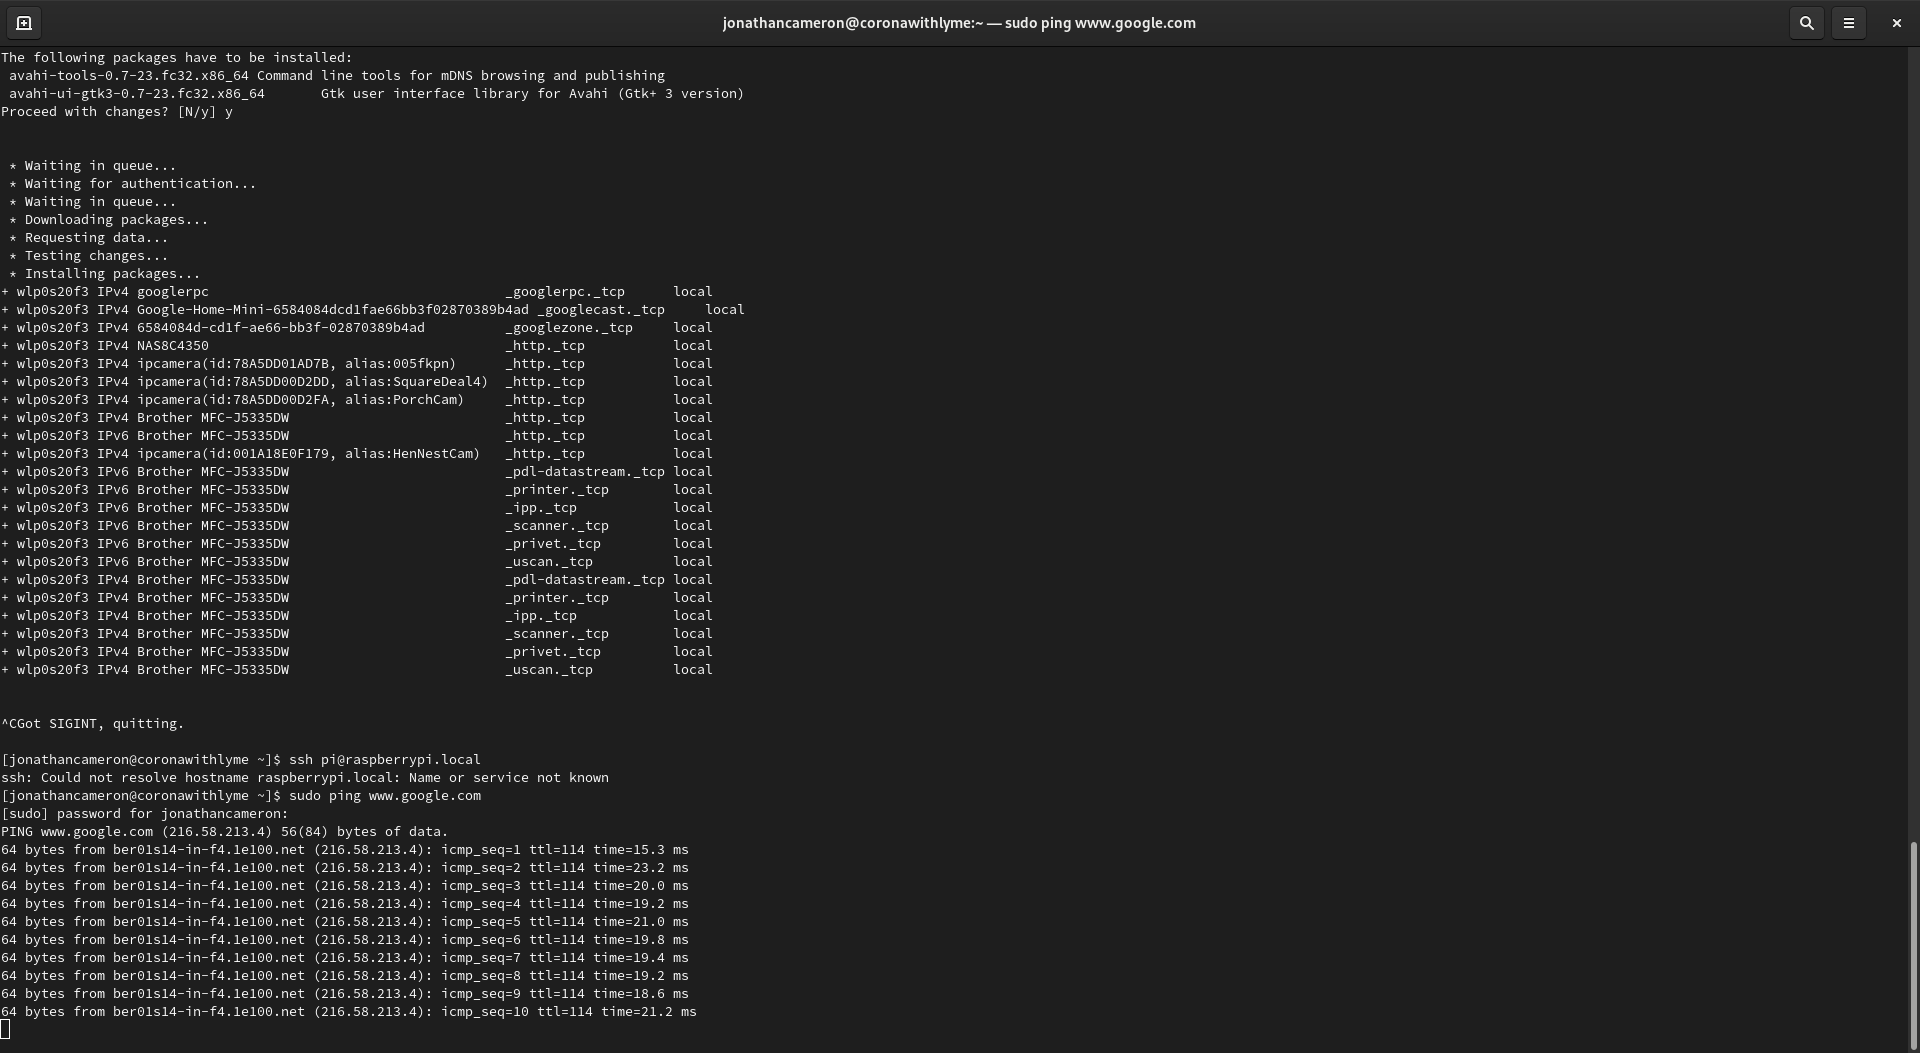 jonathancameron@coronawithlyme:~ — sudo ping www.google.com
The following packages have to be installed:
 avahi-tools-0.7-23.fc32.x86_64 Command line tools for mDNS browsing and publishing
 avahi-ui-gtk3-0.7-23.fc32.x86_64       Gtk user interface library for Avahi (Gtk+ 3 version)
Proceed with changes? [N/y] y
 * Waiting in queue...
 * Waiting for authentication...
 * Waiting in queue...
 * Downloading packages...
 * Requesting data...
 * Testing changes...
 * Installing packages...
+ wlp0s20f3 IPv4 googlerpc                                     _googlerpc._tcp      local
+ wlp0s20f3 IPv4 Google-Home-Mini-6584084dcd1fae66bb3f02870389b4ad _googlecast._tcp     local
+ wlp0s20f3 IPv4 6584084d-cd1f-ae66-bb3f-02870389b4ad          _googlezone._tcp     local
+ wlp0s20f3 IPv4 NAS8C4350                                     _http._tcp           local
+ wlp0s20f3 IPv4 ipcamera(id:78A5DD01AD7B, alias:005fkpn)      _http._tcp           local
+ wlp0s20f3 IPv4 ipcamera(id:78A5DD00D2DD, alias:SquareDeal4)  _http._tcp           local
+ wlp0s20f3 IPv4 ipcamera(id:78A5DD00D2FA, alias:PorchCam)     _http._tcp           local
+ wlp0s20f3 IPv4 Brother MFC-J5335DW                           _http._tcp           local
+ wlp0s20f3 IPv6 Brother MFC-J5335DW                           _http._tcp           local
+ wlp0s20f3 IPv4 ipcamera(id:001A18E0F179, alias:HenNestCam)   _http._tcp           local
+ wlp0s20f3 IPv6 Brother MFC-J5335DW                           _pdl-datastream._tcp local
+ wlp0s20f3 IPv6 Brother MFC-J5335DW                           _printer._tcp        local
+ wlp0s20f3 IPv6 Brother MFC-J5335DW                           _ipp._tcp            local
+ wlp0s20f3 IPv6 Brother MFC-J5335DW                           _scanner._tcp        local
+ wlp0s20f3 IPv6 Brother MFC-J5335DW                           _privet._tcp         local
+ wlp0s20f3 IPv6 Brother MFC-J5335DW                           _uscan._tcp          local
+ wlp0s20f3 IPv4 Brother MFC-J5335DW                           _pdl-datastream._tcp local
+ wlp0s20f3 IPv4 Brother MFC-J5335DW                           _printer._tcp        local
+ wlp0s20f3 IPv4 Brother MFC-J5335DW                           _ipp._tcp            local
+ wlp0s20f3 IPv4 Brother MFC-J5335DW                           _scanner._tcp        local
+ wlp0s20f3 IPv4 Brother MFC-J5335DW                           _privet._tcp         local
+ wlp0s20f3 IPv4 Brother MFC-J5335DW                           _uscan._tcp          local
^CGot SIGINT, quitting.
[jonathancameron@coronawithlyme ~]$ ssh pi@raspberrypi.local
ssh: Could not resolve hostname raspberrypi.local: Name or service not known
[jonathancameron@coronawithlyme ~]$ sudo ping www.google.com
[sudo] password for jonathancameron:
PING www.google.com (216.58.213.4) 56(84) bytes of data.
64 bytes from ber01s14-in-f4.1e100.net (216.58.213.4): icmp_seq=1 ttl=114 time=15.3 ms
64 bytes from ber01s14-in-f4.1e100.net (216.58.213.4): icmp_seq=2 ttl=114 time=23.2 ms
64 bytes from ber01s14-in-f4.1e100.net (216.58.213.4): icmp_seq=3 ttl=114 time=20.0 ms
64 bytes from ber01s14-in-f4.1e100.net (216.58.213.4): icmp_seq=4 ttl=114 time=19.2 ms
64 bytes from ber01s14-in-f4.1e100.net (216.58.213.4): icmp_seq=5 ttl=114 time=21.0 ms
64 bytes from ber01s14-in-f4.1e100.net (216.58.213.4): icmp_seq=6 ttl=114 time=19.8 ms
64 bytes from ber01s14-in-f4.1e100.net (216.58.213.4): icmp_seq=7 ttl=114 time=19.4 ms
64 bytes from ber01s14-in-f4.1e100.net (216.58.213.4): icmp_seq=8 ttl=114 time=19.2 ms
64 bytes from ber01s14-in-f4.1e100.net (216.58.213.4): icmp_seq=9 ttl=114 time=18.6 ms
64 bytes from ber01s14-in-f4.1e100.net (216.58.213.4): icmp_seq=10 ttl=114 time=21.2 ms